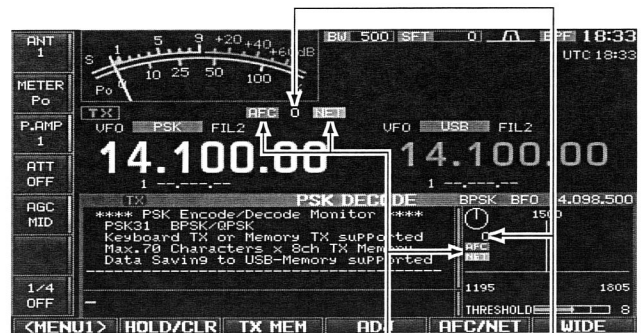 ANT
1
METER
Po
P.AMP
1
ATT
OFF
AGC
MID
1/4
OFF
S 1 5 9 +20 +40 +60dB
Po 0 10 25 50 100
BW 500 SFT 0 BPF 18:33
UTC 18:33
TX AFC 0 NET
VFO PSK FIL2
14.100.00
1 --.---.--
VFO USB FIL2
14.100.00
1 --.---.--
TX PSK DECODE BPSK BFO 4.098.500
**** PSK Encode/Decode Monitor ****
PSK31 BPSK/QPSK
Keyboard TX or Memory TX supported
Max.70 Characters x 8ch TX Memory
Data Saving to USB-Memory supported
1500
0
AFC
NET
1195 1805
THRESHOLD 8
<MENU1> HOLD/CLR TX MEM ADJ AFC/NET WIDE